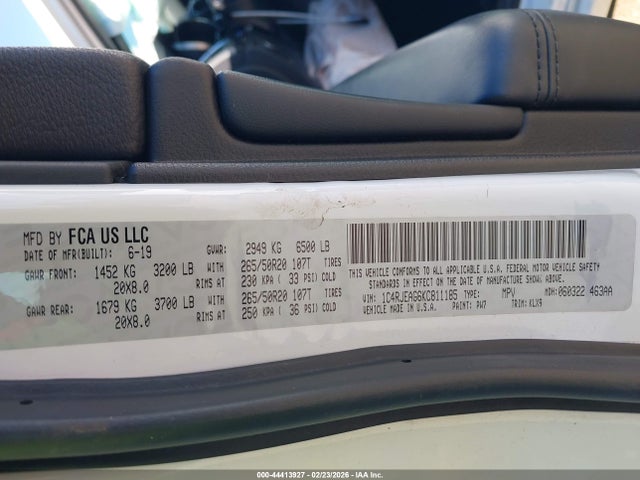 MFD BY FCA US LLC
DATE OF MFR(BUILT): 6-19 GVWR: 2949 KG 6500 LB
GAWR FRONT: 1452 KG 3200 LB WITH 265/50R20 107T TIRES
20X8.0 RIMS AT 230 KPA ( 33 PSI) COLD
GAWR REAR: 1679 KG 3700 LB WITH 265/50R20 107T TIRES
20X8.0 RIMS AT 250 KPA ( 36 PSI) COLD
THIS VEHICLE CONFORMS TO ALL APPLICABLE U.S.A. FEDERAL MOTOR VEHICLE SAFETY
STANDARDS IN EFFECT ON THE DATE OF MANUFACTURE SHOWN ABOVE.
VIN: 1C4RJEAG6KC811185 TYPE: MPV MDH: 060322 463AA
VEHICLE MADE IN U.S.A. PAINT: PW7 TRIM: KLX9
000-44413927 - 02/23/2026 - IAAI, Inc.